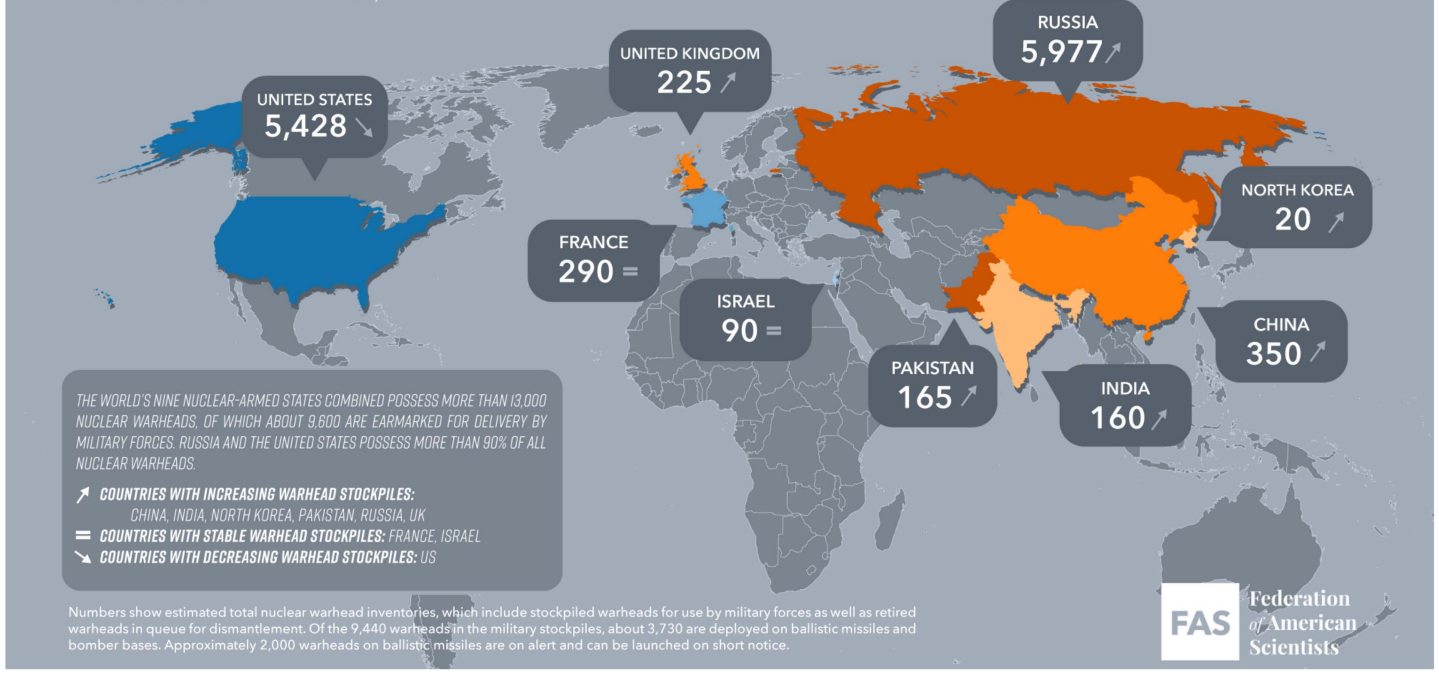 RUSSIA
5,977
UNITED KINGDOM
225
UNITED STATES
5,428
NORTH KOREA
20
FRANCE
290 =
ISRAEL
90 =
CHINA
350
PAKISTAN
165
INDIA
160
THE WORLD'S NINE NUCLEAR-ARMED STATES COMBINED POSSESS MORE THAN 13,000
NUCLEAR WARHEADS, OF WHICH ABOUT 9,600 ARE EARMARKED FOR DELIVERY BY
MILITARY FORCES. RUSSIA AND THE UNITED STATES POSSESS MORE THAN 90% OF ALL
NUCLEAR WARHEADS.
COUNTRIES WITH INCREASING WARHEAD STOCKPILES:
CHINA, INDIA, NORTH KOREA, PAKISTAN, RUSSIA, UK
= COUNTRIES WITH STABLE WARHEAD STOCKPILES: FRANCE, ISRAEL
COUNTRIES WITH DECREASING WARHEAD STOCKPILES: US
Numbers show estimated total nuclear warhead inventories, which include stockpiled warheads for use by military forces as well as retired
warheads in queue for dismantlement. Of the 9,440 warheads in the military stockpiles, about 3,730 are deployed on ballistic missiles and
bomber bases. Approximately 2,000 warheads on ballistic missiles are on alert and can be launched on short notice.
FAS
Federation
of American
Scientists